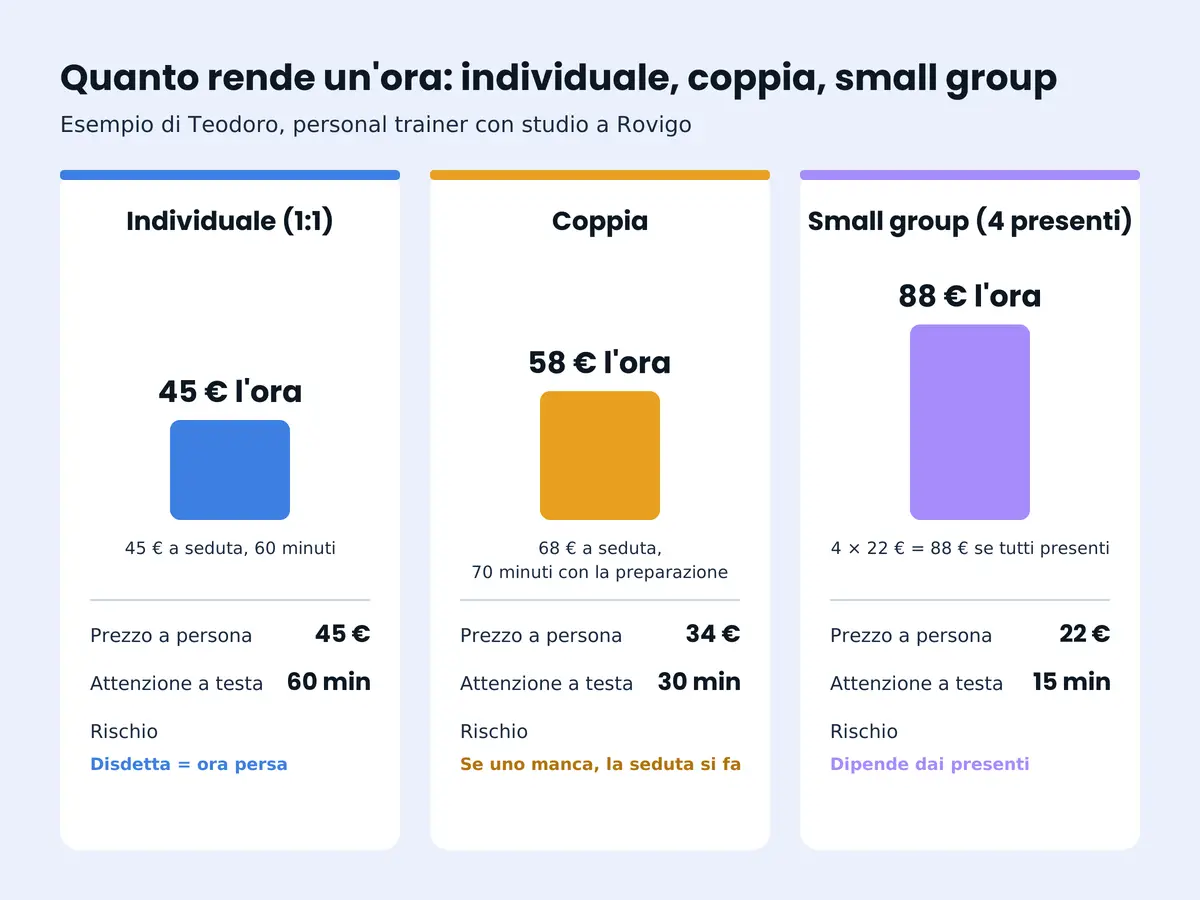 Quanto rende un'ora: individuale, coppia, small group
Esempio di Teodoro, personal trainer con studio a Rovigo
Individuale (1:1)
45 € l'ora
45 € a seduta, 60 minuti
Prezzo a persona 45 €
Attenzione a testa 60 min
Rischio
Disdetta = ora persa
Coppia
58 € l'ora
68 € a seduta,
70 minuti con la preparazione
Prezzo a persona 34 €
Attenzione a testa 30 min
Rischio
Se uno manca, la seduta si fa
Small group (4 presenti)
88 € l'ora
4 × 22 € = 88 € se tutti presenti
Prezzo a persona 22 €
Attenzione a testa 15 min
Rischio
Dipende dai presenti